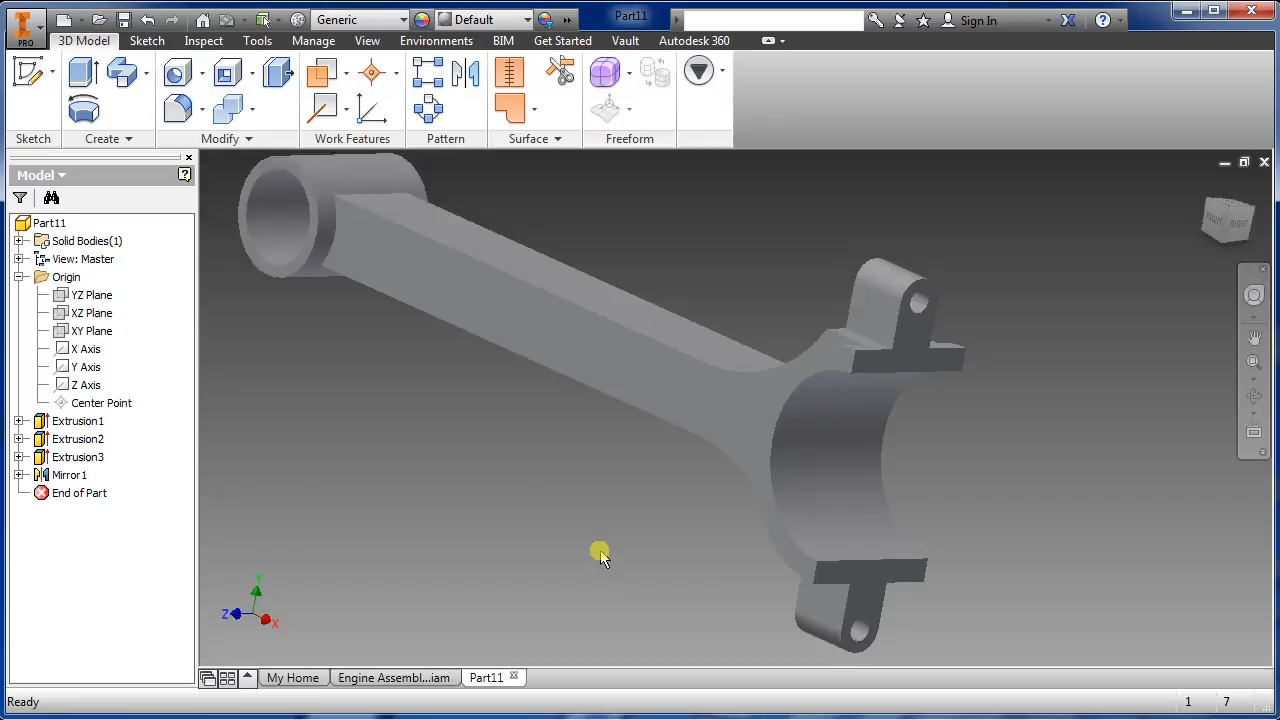 PRO
Generic
Default
Part11
Sign In
3D Model Sketch Inspect Tools Manage View Environments BIM Get Started Vault Autodesk 360
Sketch Create Modify Work Features Pattern Surface Freeform
Model
Part11
Solid Bodies(1)
View: Master
Origin
YZ Plane
XZ Plane
XY Plane
X Axis
Y Axis
Z Axis
Center Point
Extrusion1
Extrusion2
Extrusion3
Mirror1
End of Part
RIGHT
Y
Z
X
My Home Engine Assembl...iam Part11
Ready 1 7